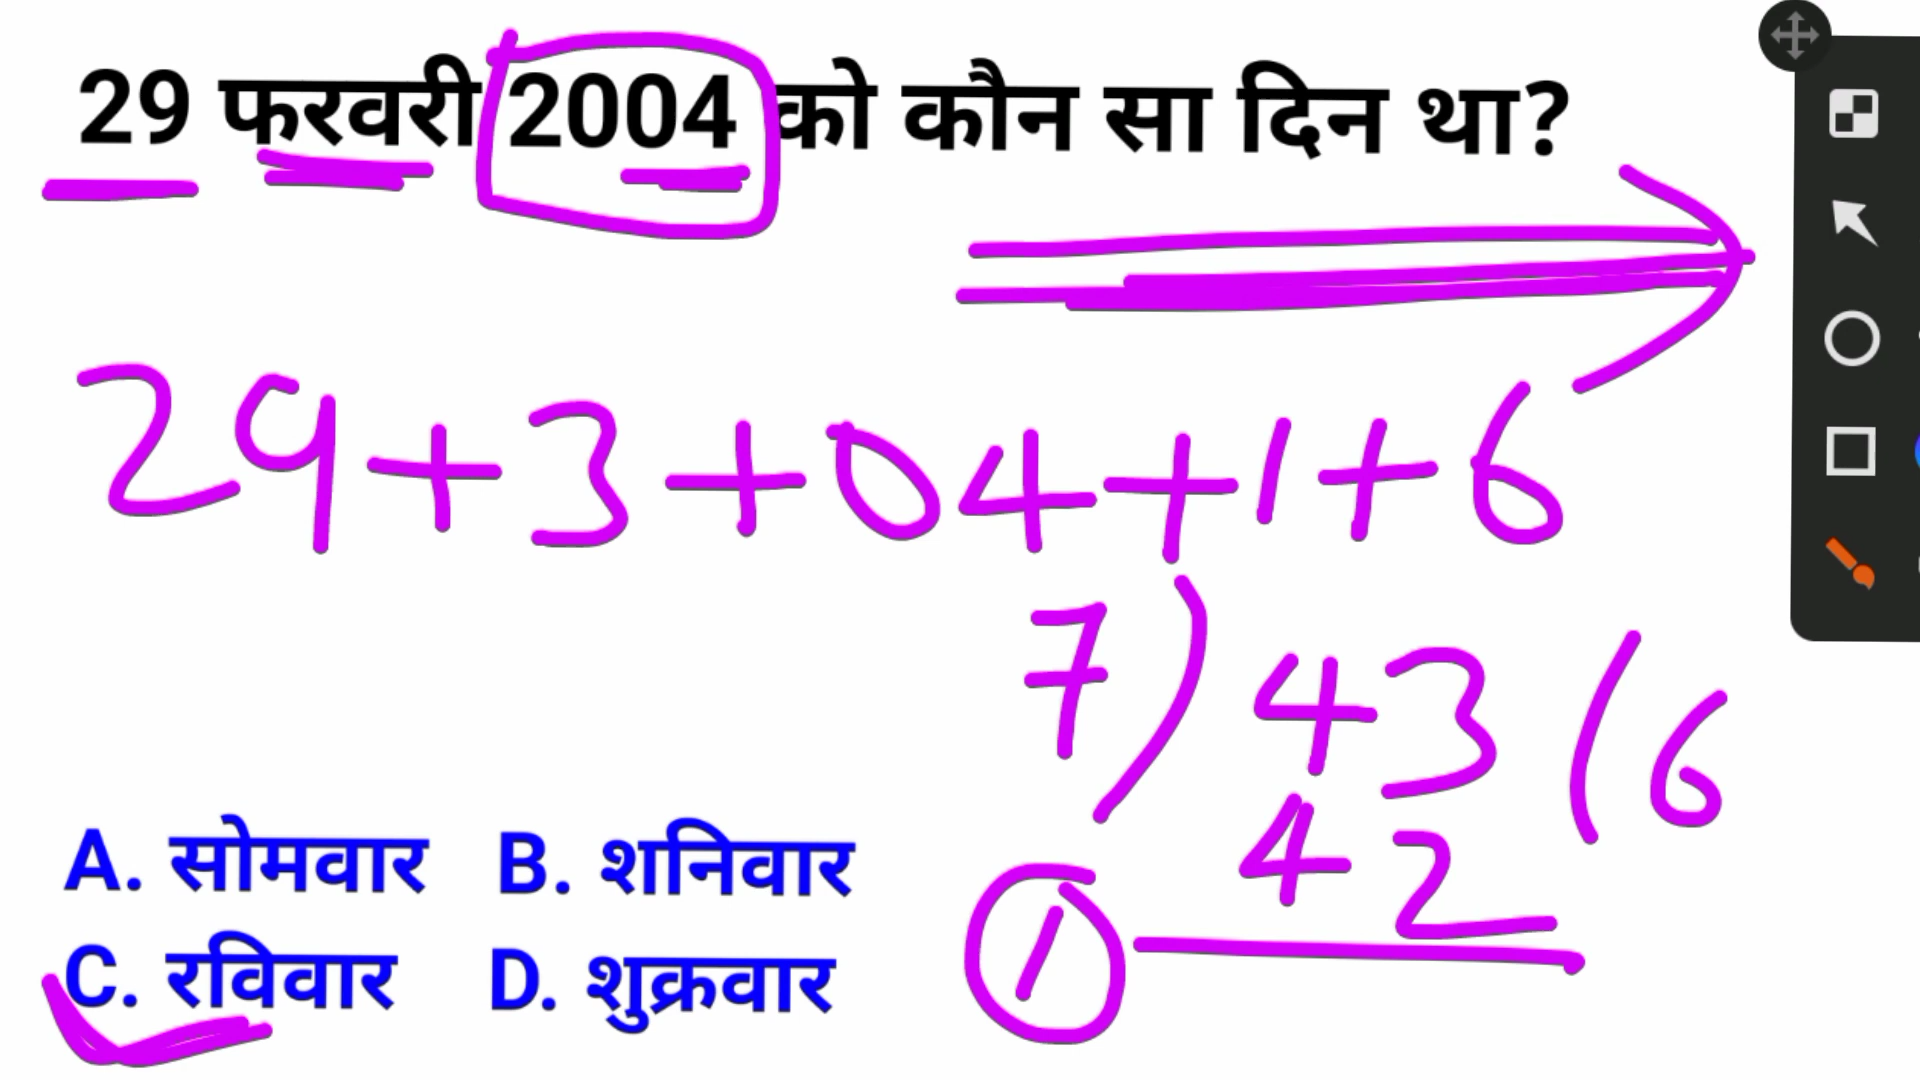 29 फरवरी 2004 को कौन सा दिन था?
29+3+04+1+6
7)43(6
42
1
A. सोमवार B. शनिवार
C. रविवार D. शुक्रवार